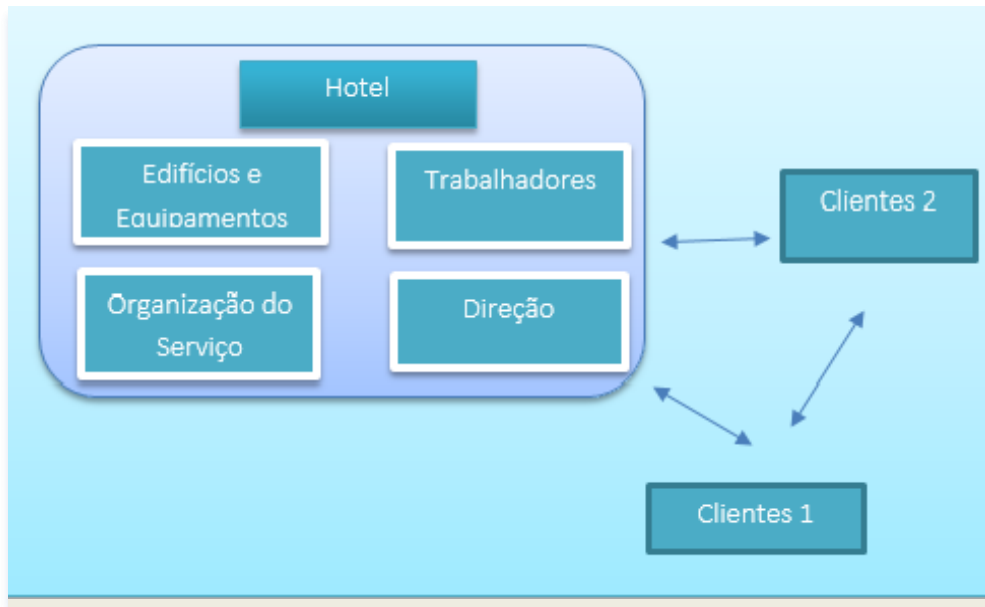 Hotel
Edifícios e
Equipamentos
Trabalhadores
Organização do
Serviço
Direção
Clientes 2
Clientes 1